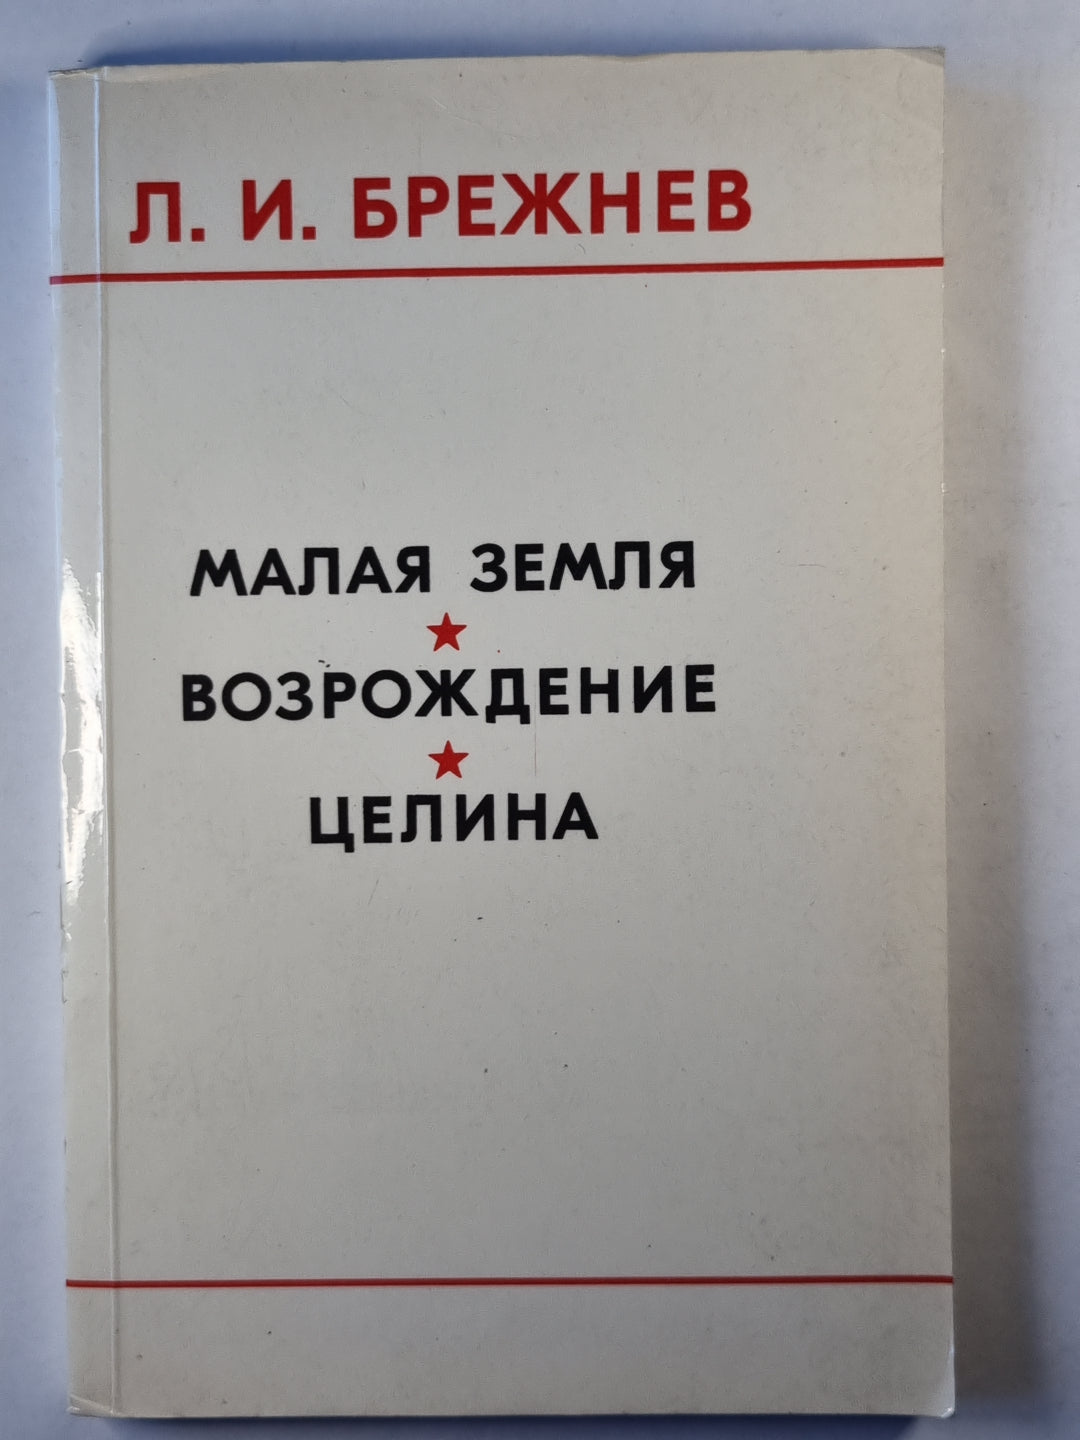 Л. И. БРЕЖНЕВ
МАЛАЯ ЗЕМЛЯ
ВОЗРОЖДЕНИЕ
ЦЕЛИНА